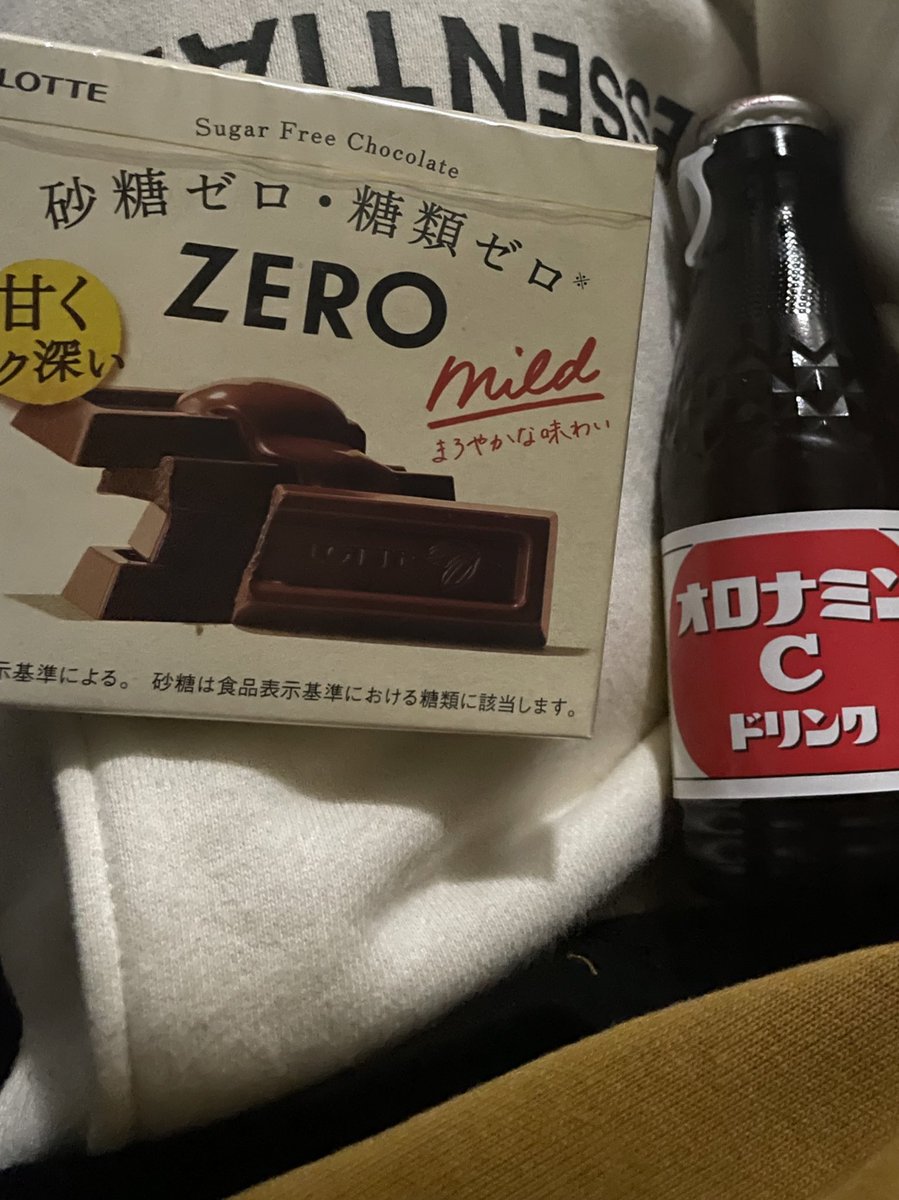 ESSENTIA
LOTTE
Sugar Free Chocolate
砂糖ゼロ・糖類ゼロ※
ZERO
甘く
ク深い
mild
まろやかな味わい
LOTTE
示基準による。 砂糖は食品表示基準における糖類に該当します。
オロナミン
C
ドリンク